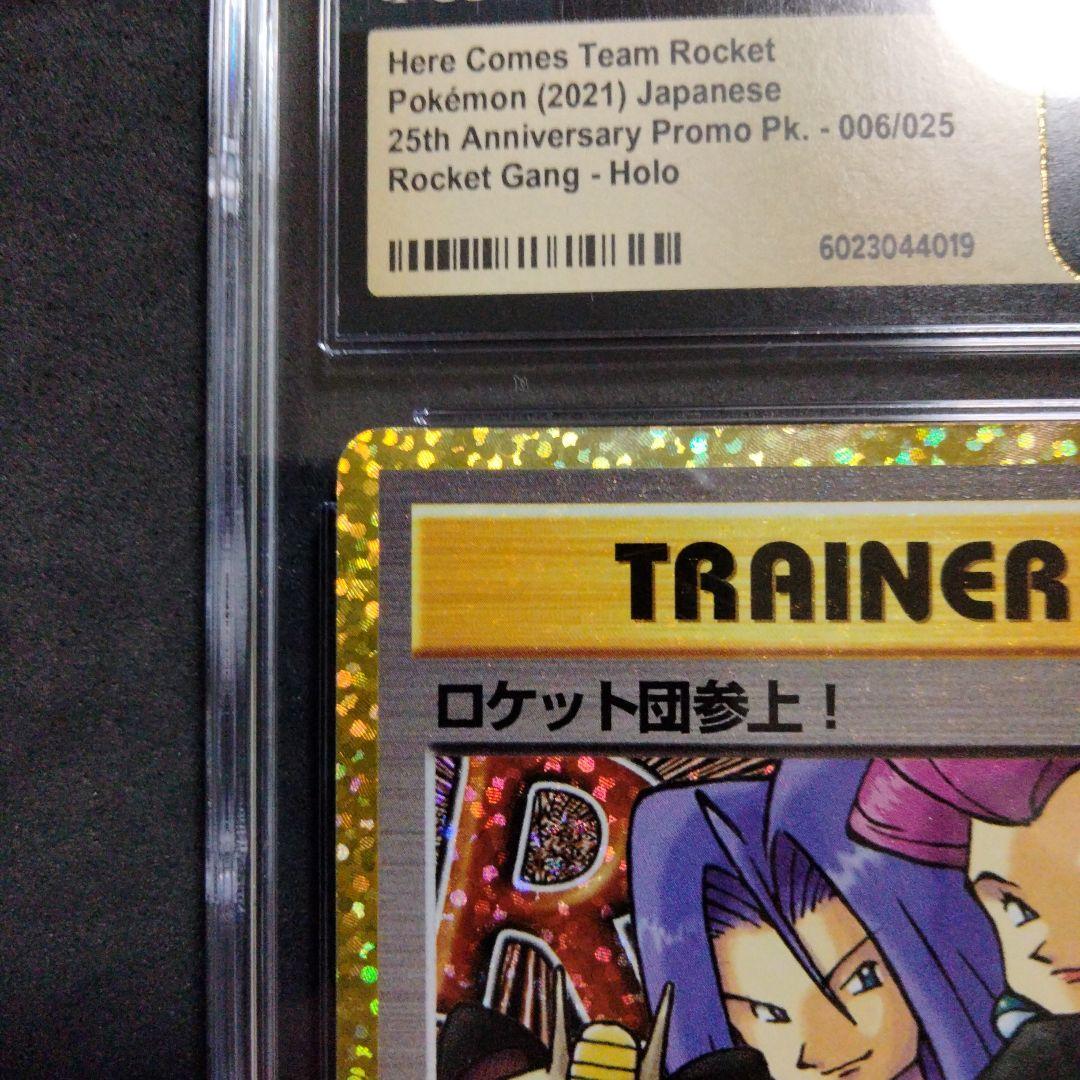 Here Comes Team Rocket
Pokémon (2021) Japanese
25th Anniversary Promo Pk. - 006/025
Rocket Gang - Holo
6023044019
TRAINER
ロケット団参上！